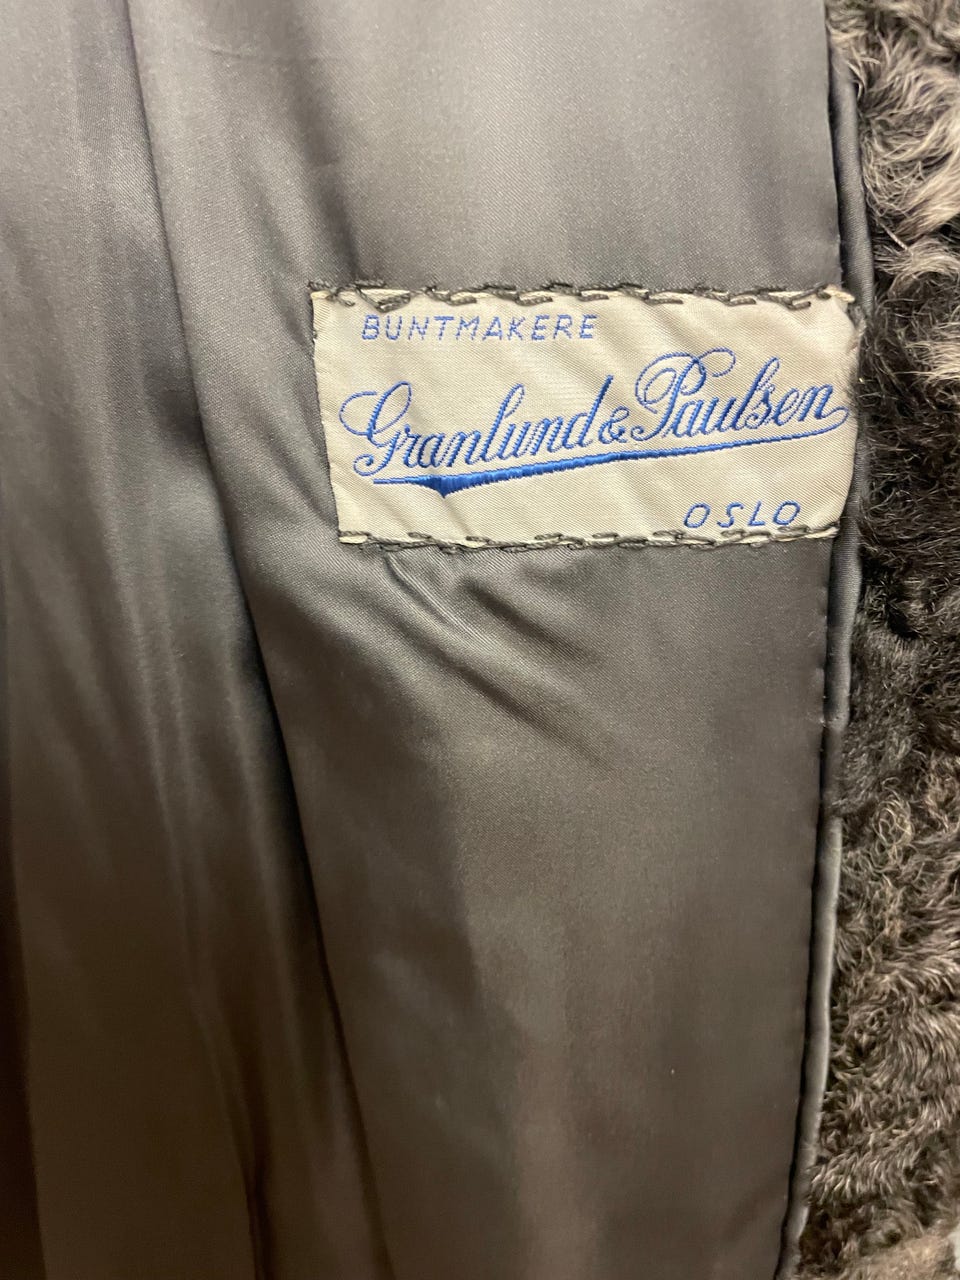 BUNTMAKERE
Granlund & Paulsen
OSLO